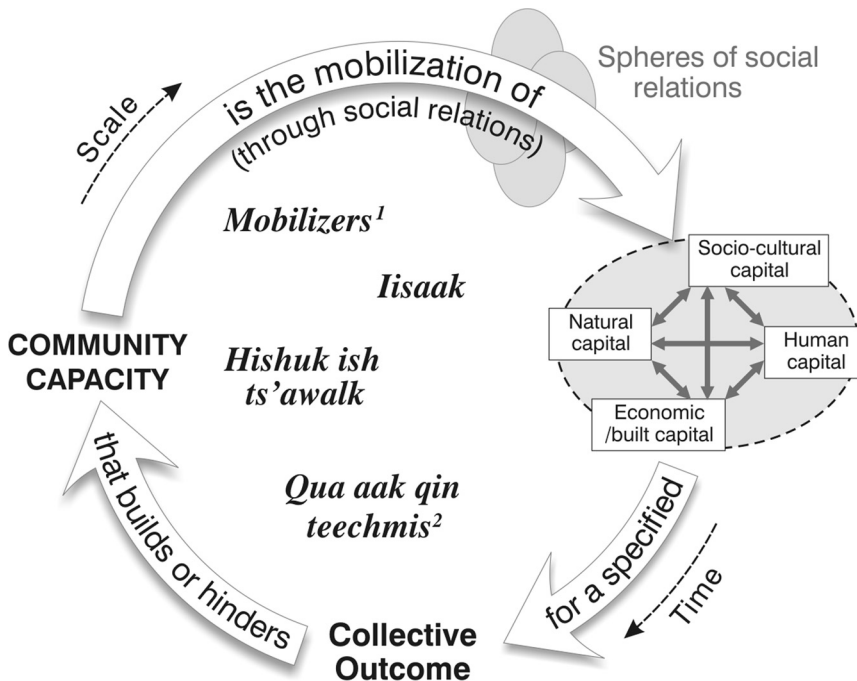 Scale
is the mobilization of
(through social relations)
Spheres of social
relations
Mobilizers¹
Iisaak
Hishuk ish
ts'awalk
Qua aak qin
teechmis²
Socio-cultural
capital
Natural
capital
Human
capital
Economic
/built capital
for a specified
Time
Collective
Outcome
that builds or hinders
COMMUNITY
CAPACITY